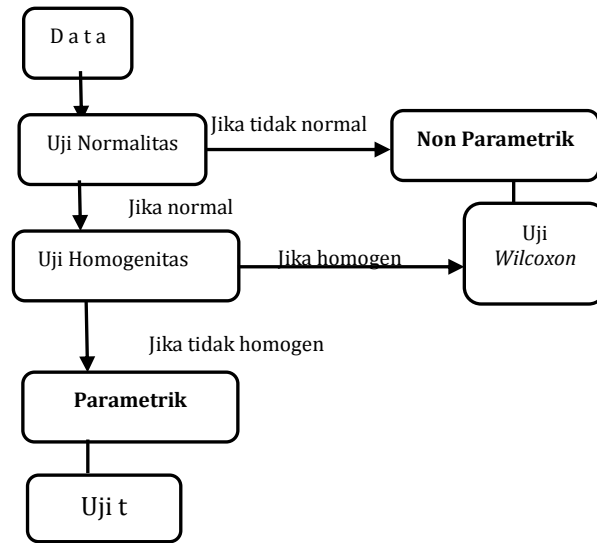 D a t a
Jika tidak normal
Uji Normalitas
Non Parametrik
Jika normal
Uji
Wilcoxon
Uji Homogenitas
Jika homogen
Jika tidak homogen
Parametrik
Uji t